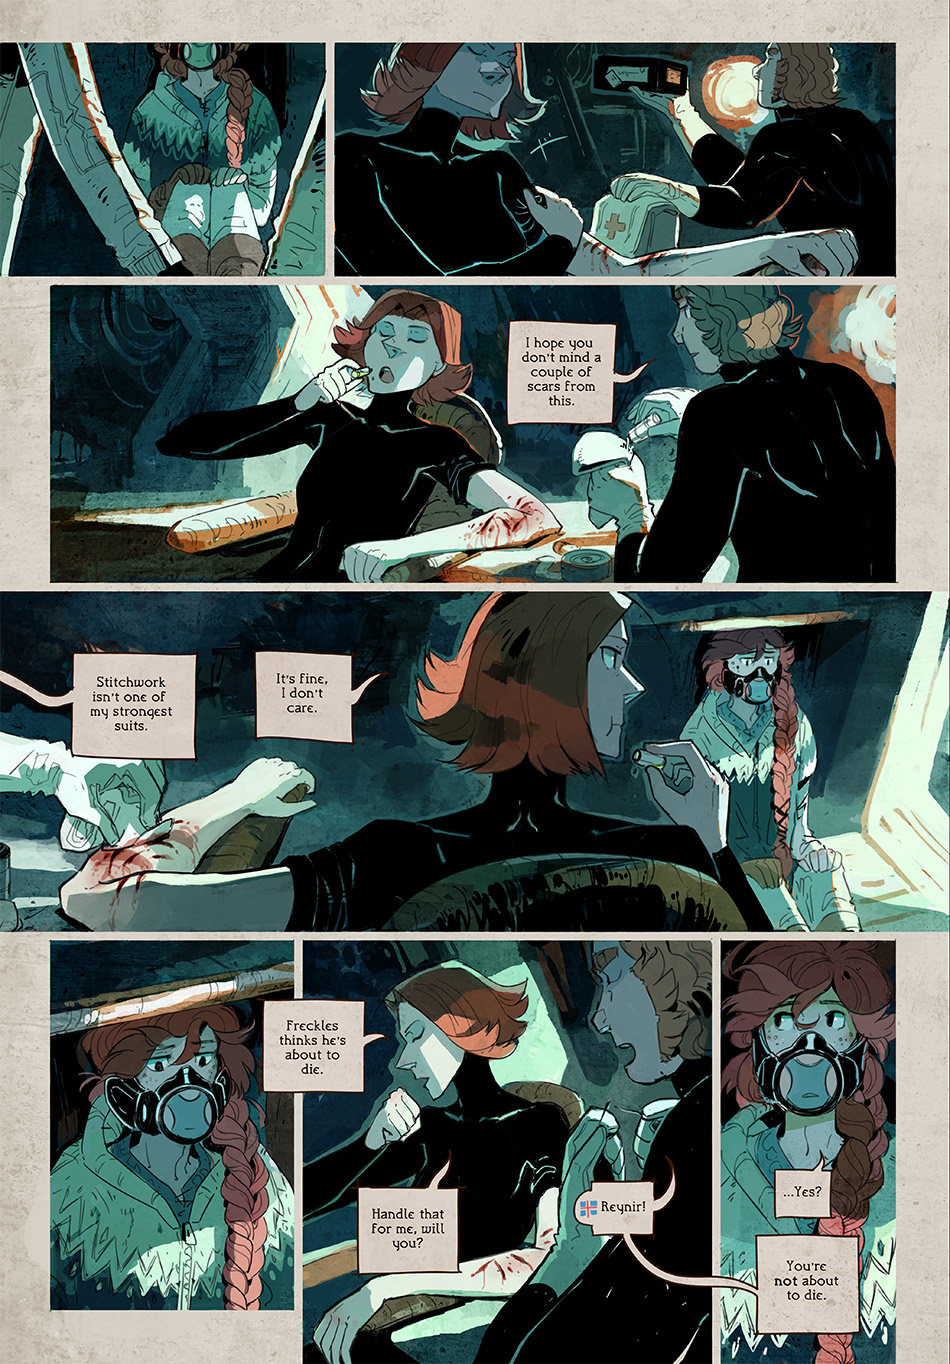 I hope you
don't mind a
couple of
scars from
this.
Stitchwork
isn't one of
my strongest
suits.
It's fine,
I don't
care.
Freckles
thinks he's
about to
die.
Handle that
for me, will
you?
Reynir!
...Yes?
You're
not about
to die.